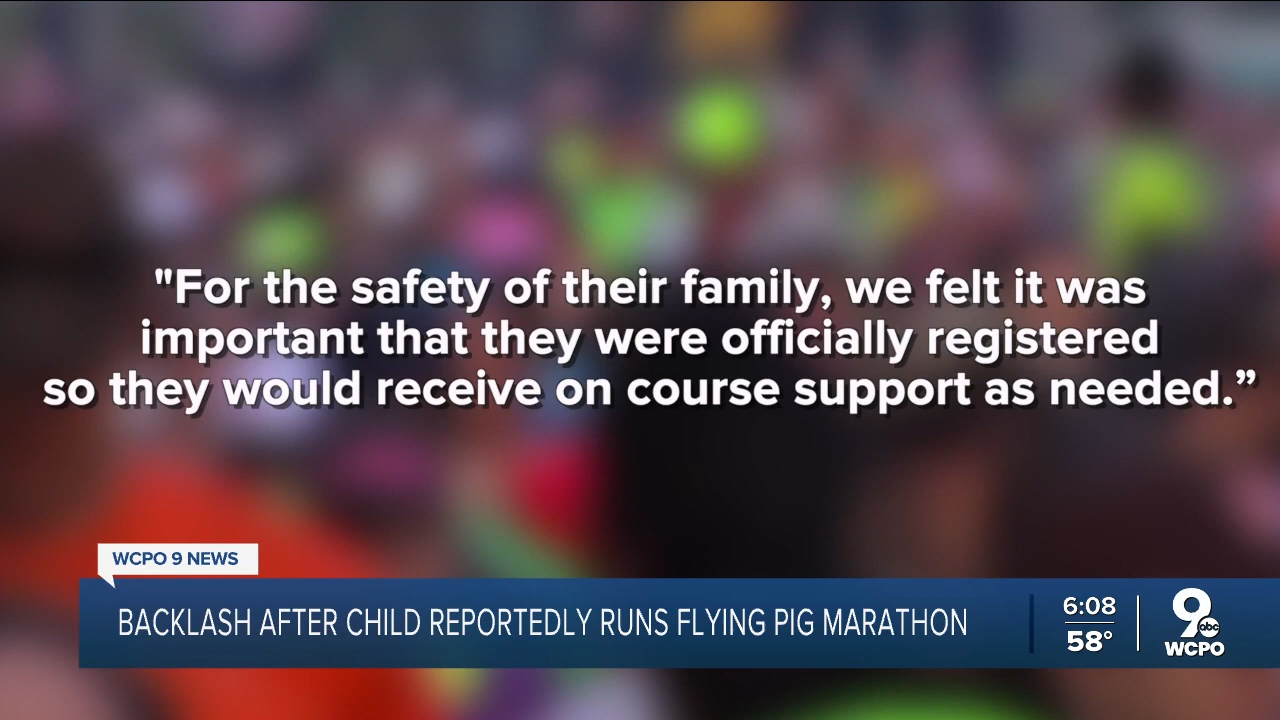 "For the safety of their family, we felt it was
important that they were officially registered
so they would receive on course support as needed.”
WCPO 9 NEWS
BACKLASH AFTER CHILD REPORTEDLY RUNS FLYING PIG MARATHON
6:08
58°
9 abc
WCPO